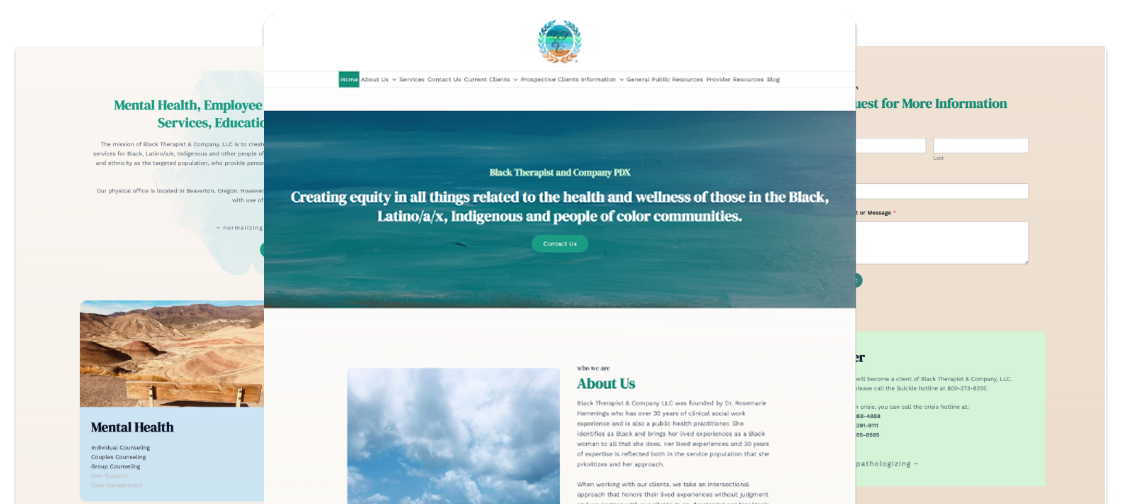 Home About Us Services Contact Us Current Clients Prospective Clients Information General Public Resources Provider Resources Blog
Black Therapist and Company PDX
Creating equity in all things related to the health and wellness of those in the Black,
Latino/a/x, Indigenous and people of color communities.
Contact Us
who we are
About Us
Black Therapist & Company LLC was founded by Dr. Rosemarie
Hemmings who has over 30 years of clinical social work
experience and is also a public health practitioner. She
identifies as Black and brings her lived experiences as a Black
woman to all that she does. Her lived experiences and 30 years
of expertise is reflected both in the service population that she
prioritizes and her approach.
When working with our clients, we take an intersectional
approach that honors their lived experiences without judgment
Mental Health, Employee
Services, Educatio
The mission of Black Therapist & Company, LLC is to creat
services for Black, Latino/a/e, Indigenous and other people of
and ethnicity as the targeted population, who provide perso
Our physical office is located in Beaverton, Oregon. However
with use of
~ normalizing
Mental Health
Individual Counseling
Couples Counseling
Group Counseling
Peer Support
Case Management
uest for More Information
Last
t or Message *
er
will become a client of Black Therapist & Company, LLC.
please call the Suicide hotline at 800-273-8255.
n crisis, you can call the crisis hotline at:
988-4888
291-9111
55-8585
pathologizing ~